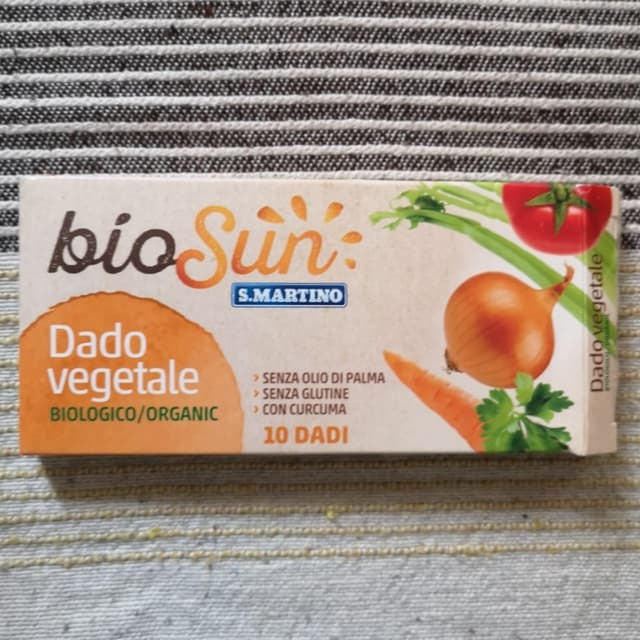 bioSun
S.MARTINO
Dado
vegetale
BIOLOGICO/ORGANIC
› SENZA OLIO DI PALMA
› SENZA GLUTINE
› CON CURCUMA
10 DADI
Dado vegetale